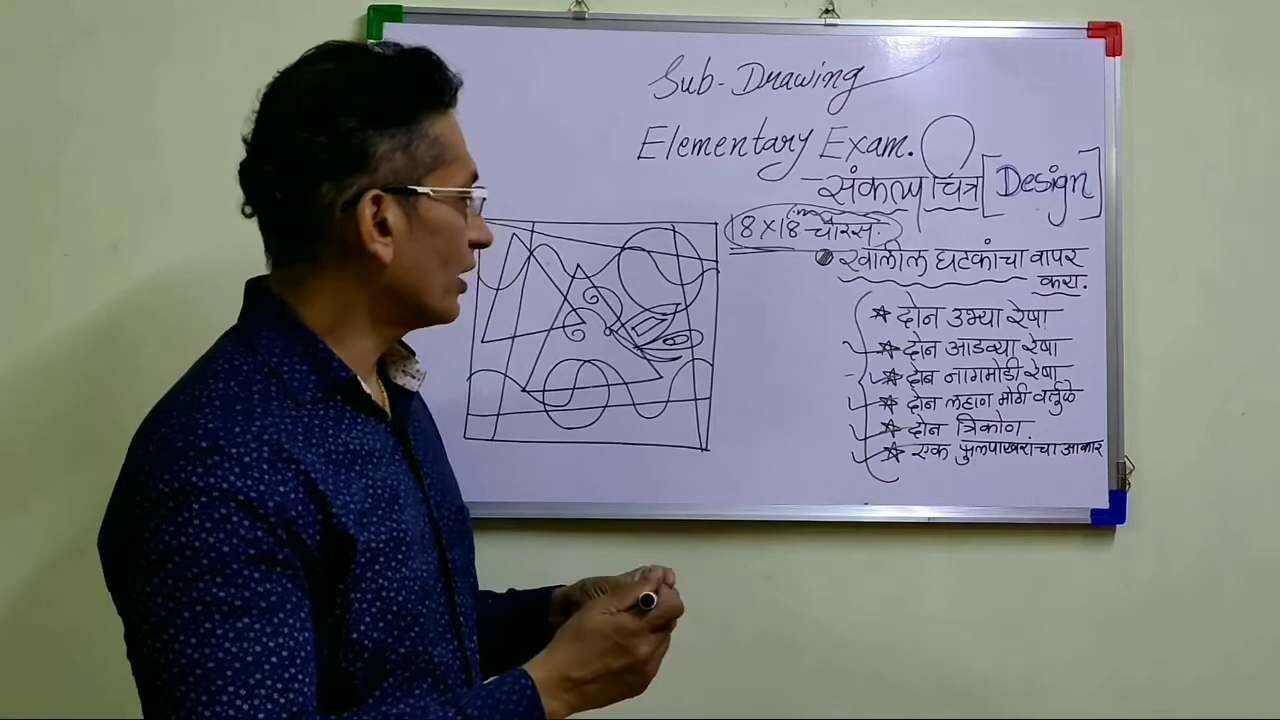 Sub-Drawing
Elementary Exam.
संकल्प चित्र [Design]
18×18 चौरस.
खालील घटकांचा वापर
करा.
★ दोन उभ्या रेषा
★ दोन आडव्या रेषा
★ दोन नागमोडी रेषा
★ दोन लहान मोठी वर्तुळे
★ दोन त्रिकोण
★ एक फुलपाखरांचा आकार